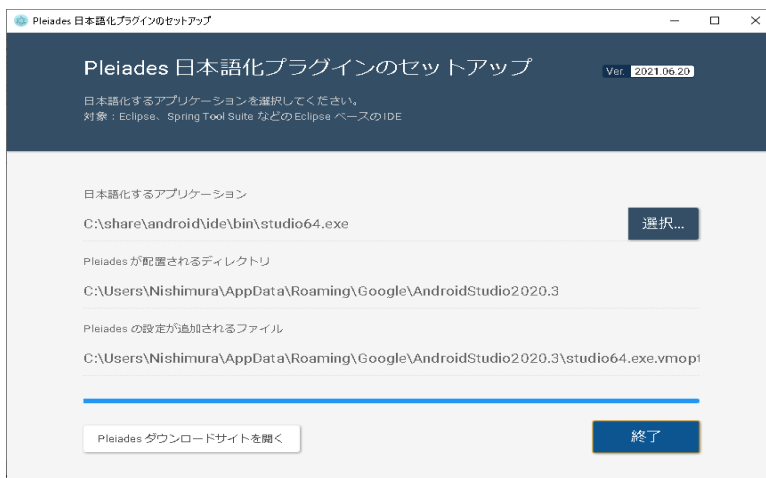 Pleiades 日本語化プラグインのセットアップ
Pleiades 日本語化プラグインのセットアップ
Ver. 2021.06.20
日本語化するアプリケーションを選択してください。
対象：Eclipse、Spring Tool Suite などの Eclipse ベースの IDE
日本語化するアプリケーション
C:\share\android\ide\bin\studio64.exe
選択...
Pleiades が配置されるディレクトリ
C:\Users\Nishimura\AppData\Roaming\Google\AndroidStudio2020.3
Pleiades の設定が追加されるファイル
C:\Users\Nishimura\AppData\Roaming\Google\AndroidStudio2020.3\studio64.exe.vmopt
Pleiades ダウンロードサイトを開く
終了